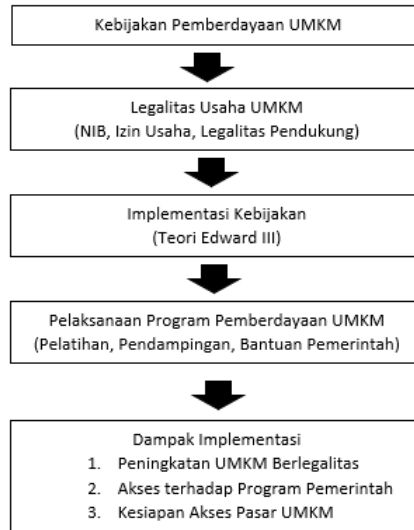 Kebijakan Pemberdayaan UMKM
Legalitas Usaha UMKM
(NIB, Izin Usaha, Legalitas Pendukung)
Implementasi Kebijakan
(Teori Edward III)
Pelaksanaan Program Pemberdayaan UMKM
(Pelatihan, Pendampingan, Bantuan Pemerintah)
Dampak Implementasi
1. Peningkatan UMKM Berlegalitas
2. Akses terhadap Program Pemerintah
3. Kesiapan Akses Pasar UMKM